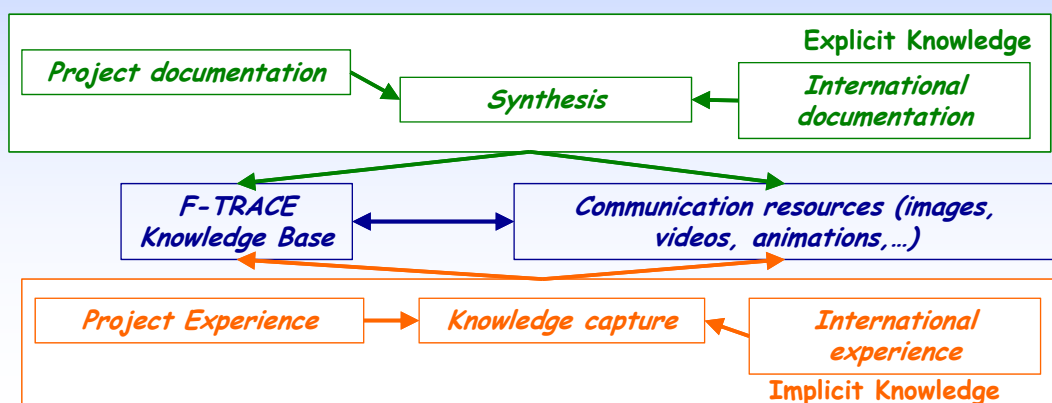 Explicit Knowledge
Project documentation
Synthesis
International
documentation
F-TRACE
Knowledge Base
Communication resources (images,
videos, animations,...)
Project Experience
Knowledge capture
International
experience
Implicit Knowledge